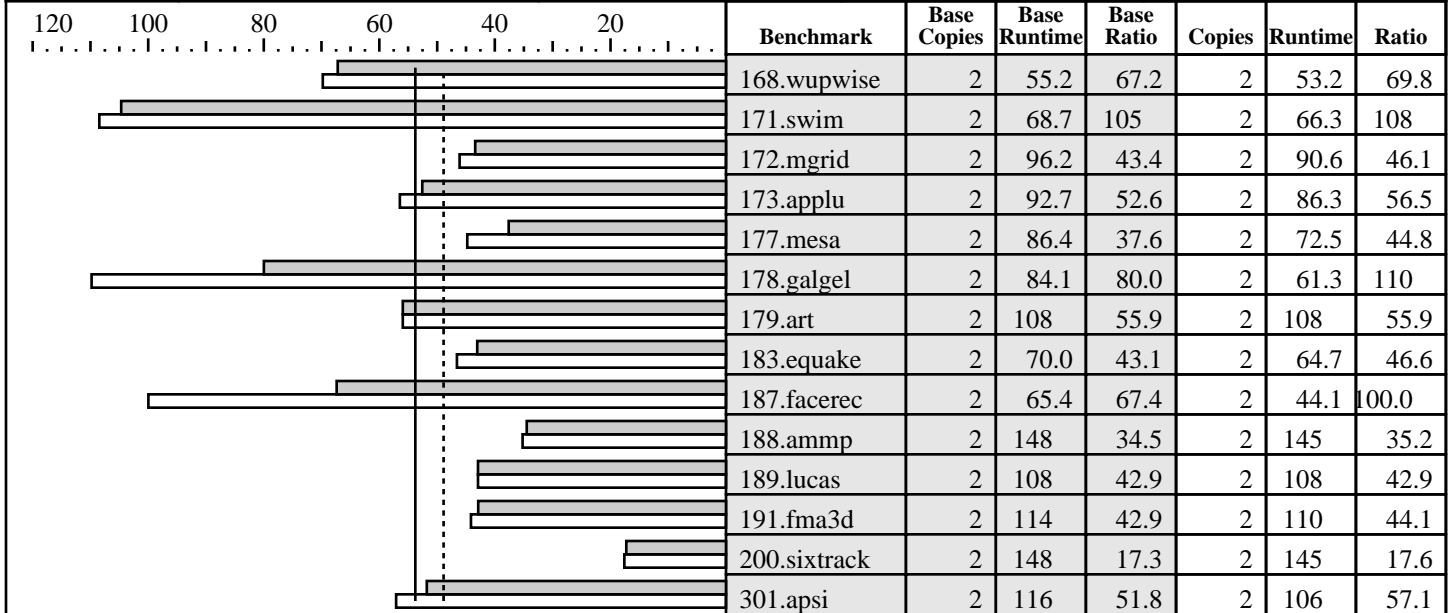 120 100 80 60 40 20
Benchmark Base Copies Base Runtime Base Ratio Copies Runtime Ratio
168.wupwise 2 55.2 67.2 2 53.2 69.8
171.swim 2 68.7 105 2 66.3 108
172.mgrid 2 96.2 43.4 2 90.6 46.1
173.applu 2 92.7 52.6 2 86.3 56.5
177.mesa 2 86.4 37.6 2 72.5 44.8
178.galgel 2 84.1 80.0 2 61.3 110
179.art 2 108 55.9 2 108 55.9
183.equake 2 70.0 43.1 2 64.7 46.6
187.facerec 2 65.4 67.4 2 44.1 100.0
188.ammp 2 148 34.5 2 145 35.2
189.lucas 2 108 42.9 2 108 42.9
191.fma3d 2 114 42.9 2 110 44.1
200.sixtrack 2 148 17.3 2 145 17.6
301.apsi 2 116 51.8 2 106 57.1